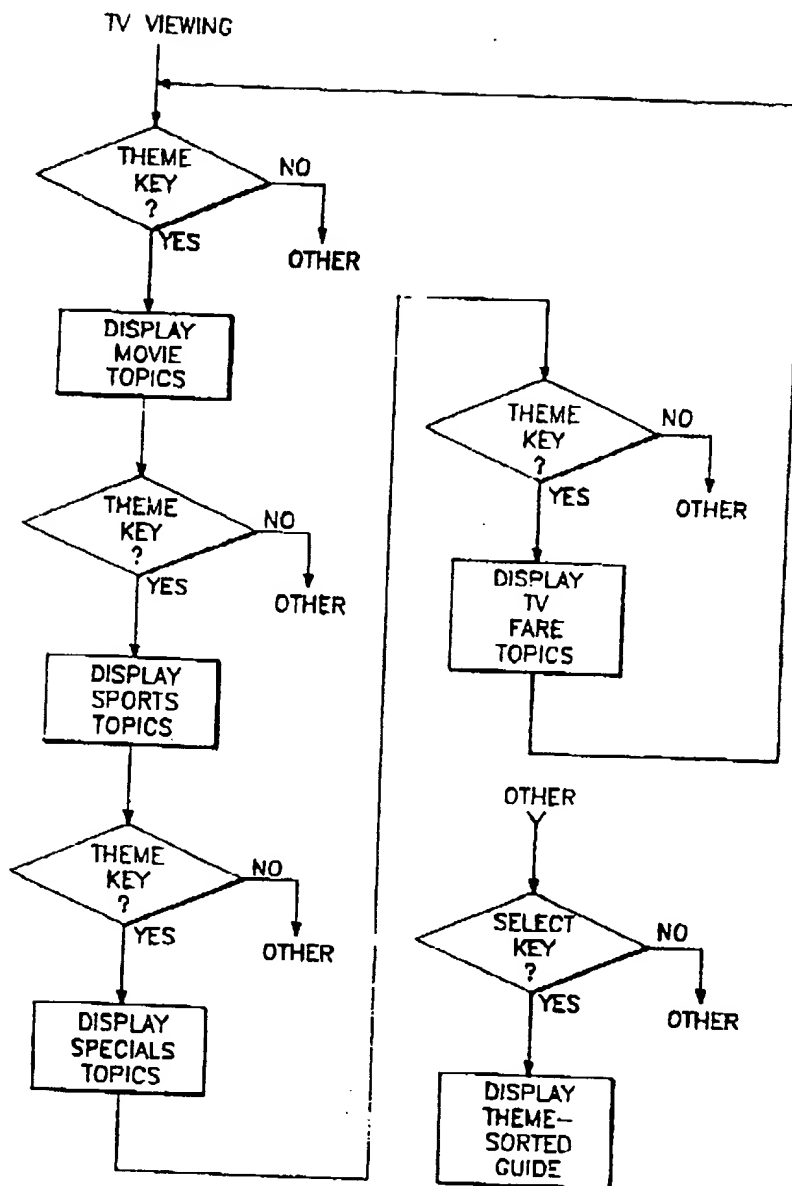 TV VIEWING
THEME
KEY
?
NO
YES
OTHER
DISPLAY
MOVIE
TOPICS
THEME
KEY
?
NO
YES
OTHER
DISPLAY
SPORTS
TOPICS
THEME
KEY
?
NO
YES
OTHER
DISPLAY
SPECIALS
TOPICS
THEME
KEY
?
NO
YES
OTHER
DISPLAY
TV
FARE
TOPICS
OTHER
SELECT
KEY
?
NO
YES
OTHER
DISPLAY
THEME-
SORTED
GUIDE